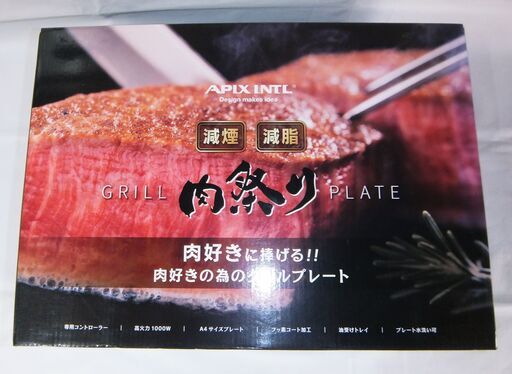 APIX INTL
Design makes idea
減煙 減脂
GRILL 肉祭り PLATE
肉好きに捧げる!!
肉好きの為のグリルプレート
専用コントローラー | 高火力1000W | A4サイズプレート | フッ素コート加工 | 油受けトレイ | プレート水洗い可